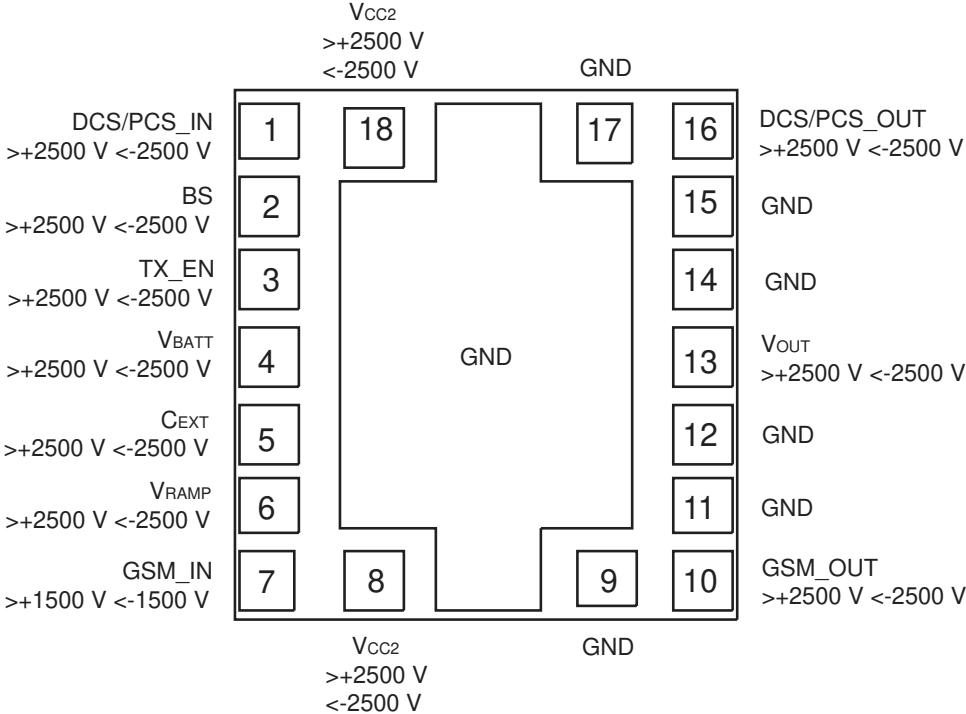 VCC2
>+2500 V
<-2500 V
GND
DCS/PCS_IN
>+2500 V <-2500 V
1
18
17
16
DCS/PCS_OUT
>+2500 V <-2500 V
BS
>+2500 V <-2500 V
2
15
GND
TX_EN
>+2500 V <-2500 V
3
14
GND
VBATT
>+2500 V <-2500 V
4
GND
13
VOUT
>+2500 V <-2500 V
CEXT
>+2500 V <-2500 V
5
12
GND
VRAMP
>+2500 V <-2500 V
6
11
GND
GSM_IN
>+1500 V <-1500 V
7
8
9
10
GSM_OUT
>+2500 V <-2500 V
VCC2
>+2500 V
<-2500 V
GND